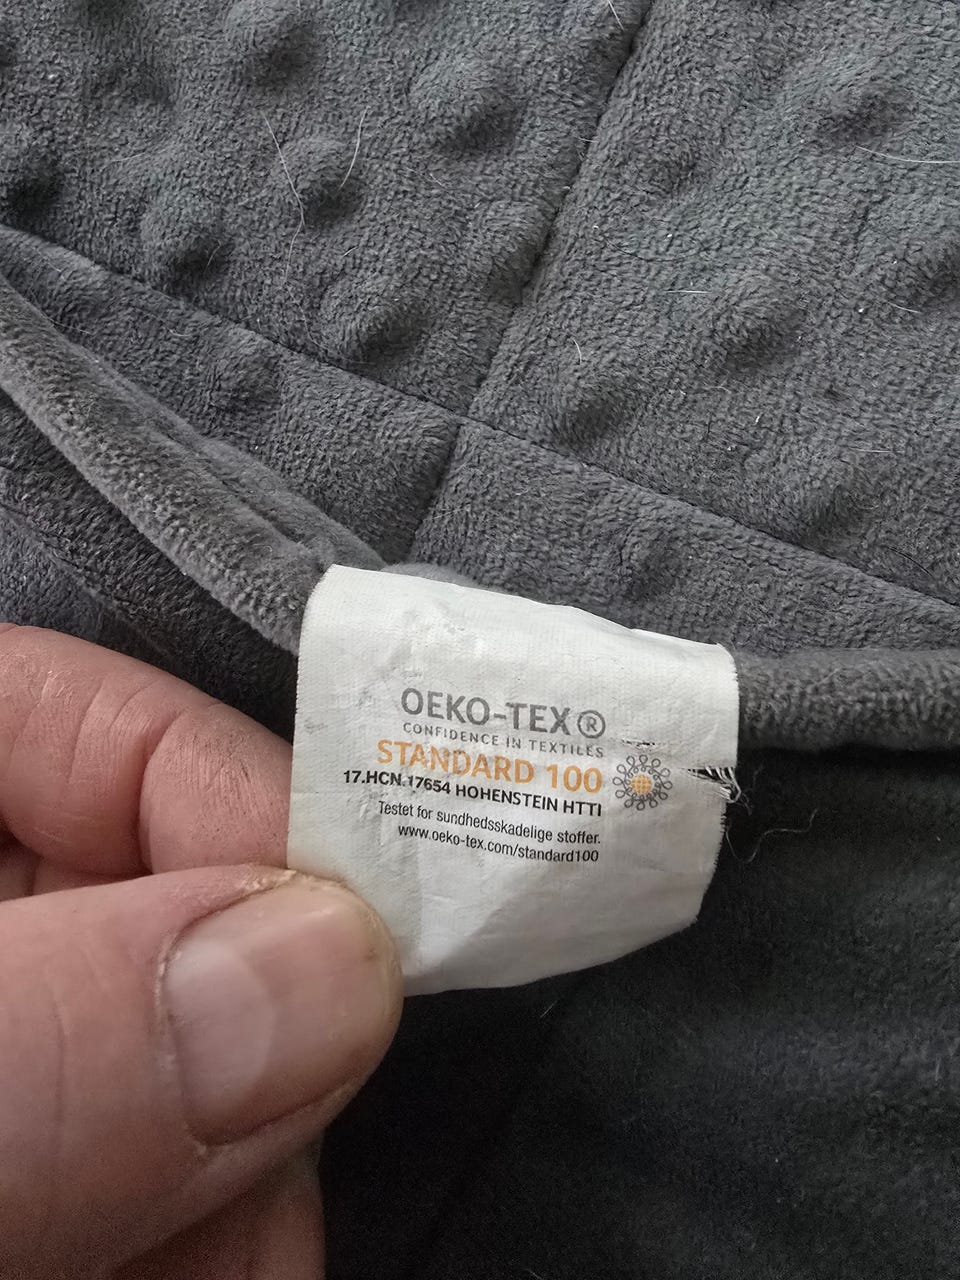 OEKO-TEX®
CONFIDENCE IN TEXTILES
STANDARD 100
17.HCN.17654 HOHENSTEIN HTTI
Testet for sundhedsskadelige stoffer.
www.oeko-tex.com/standard100